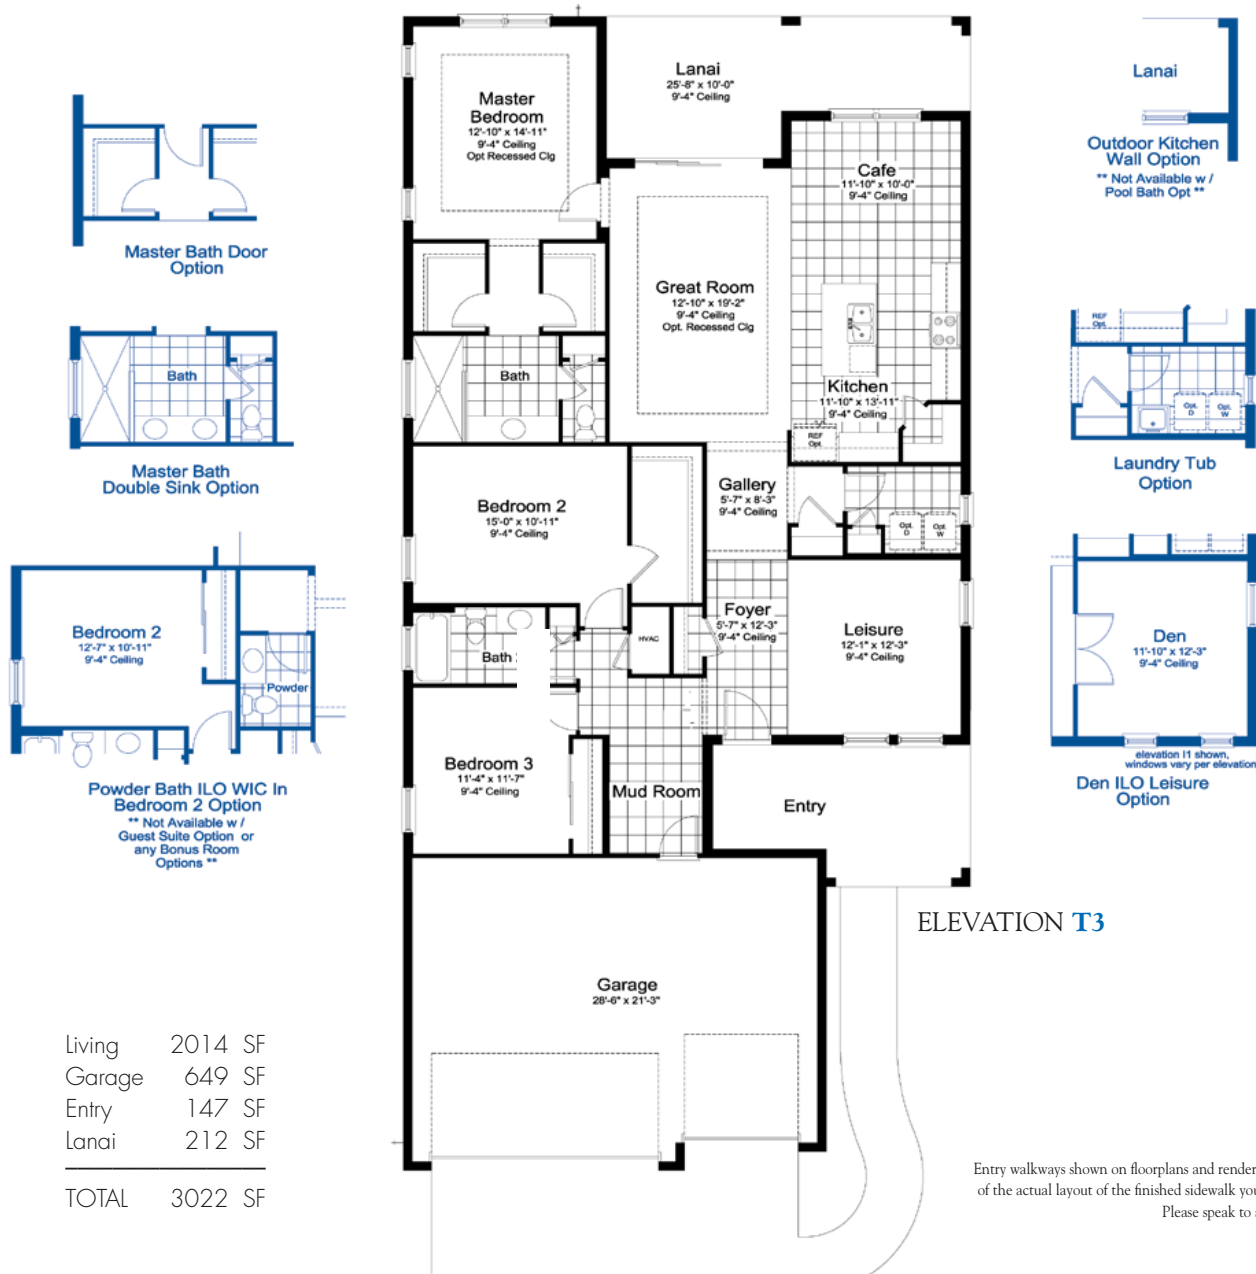 Lanai
25'-8" x 10'-0"
9'-4" Ceiling
Master
Bedroom
12'-10" x 14'-11"
9'-4" Ceiling
Opt Recessed Clg
Cafe
11'-10" x 10'-0"
9'-4" Ceiling
Great Room
12'-10" x 19'-2"
9'-4" Ceiling
Opt. Recessed Clg
Kitchen
11'-10" x 13'-11"
9'-4" Ceiling
REF
Opt.
Bath
Bedroom 2
15'-0" x 10'-11"
9'-4" Ceiling
Gallery
5'-7" x 8'-3"
9'-4" Ceiling
Opt.
D
Opt.
W
Foyer
5'-7" x 12'-3"
9'-4" Ceiling
HVAC
Leisure
12'-1" x 12'-3"
9'-4" Ceiling
Bath
Bedroom 3
11'-4" x 11'-7"
9'-4" Ceiling
Mud Room
Entry
Garage
28'-6" x 21'-3"
Master Bath Door
Option
Bath
Master Bath
Double Sink Option
Bedroom 2
12'-7" x 10'-11"
9'-4" Ceiling
Powder
Powder Bath ILO WIC In
Bedroom 2 Option
** Not Available w /
Guest Suite Option or
any Bonus Room
Options **
Lanai
Outdoor Kitchen
Wall Option
** Not Available w /
Pool Bath Opt **
REF
Opt.
Opt.
D
Opt.
W
Laundry Tub
Option
Den
11'-10" x 12'-3"
9'-4" Ceiling
elevation I1 shown,
windows vary per elevation
Den ILO Leisure
Option
ELEVATION T3
Living 2014 SF
Garage 649 SF
Entry 147 SF
Lanai 212 SF
TOTAL 3022 SF
Entry walkways shown on floorplans and render
of the actual layout of the finished sidewalk you
Please speak to